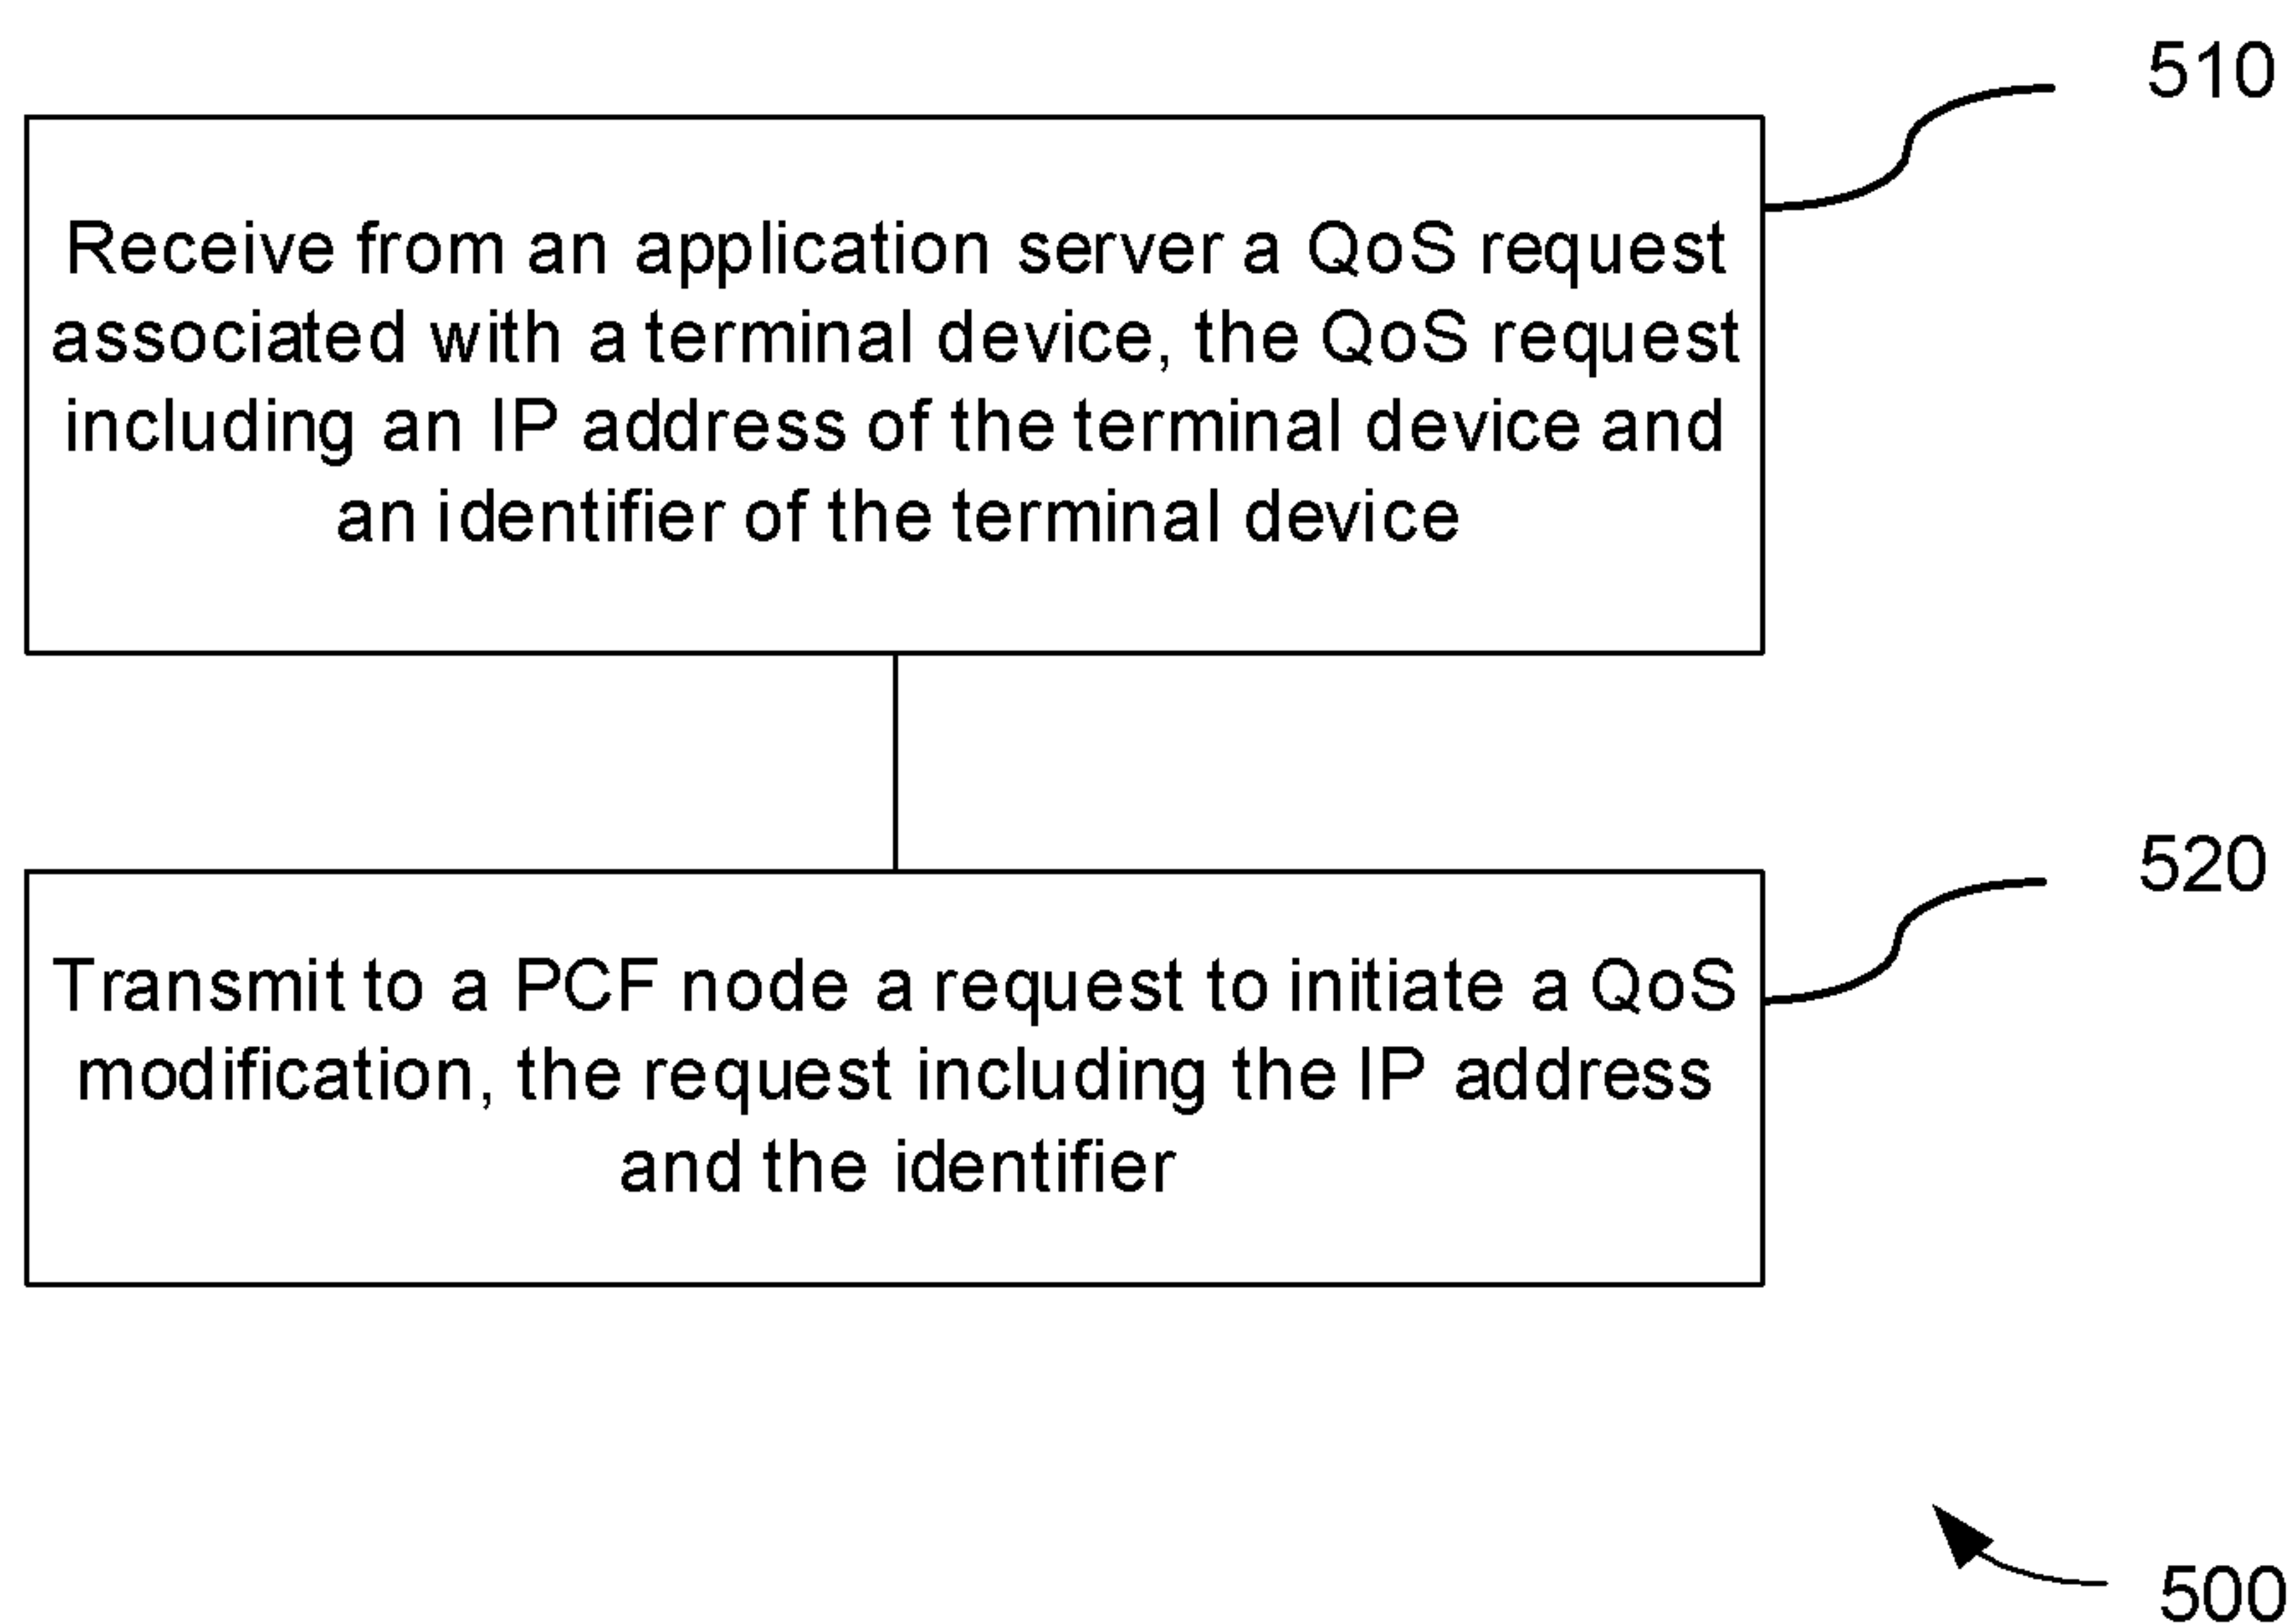 510
Receive from an application server a QoS request
associated with a terminal device, the QoS request
including an IP address of the terminal device and
an identifier of the terminal device
520
Transmit to a PCF node a request to initiate a QoS
modification, the request including the IP address
and the identifier
500